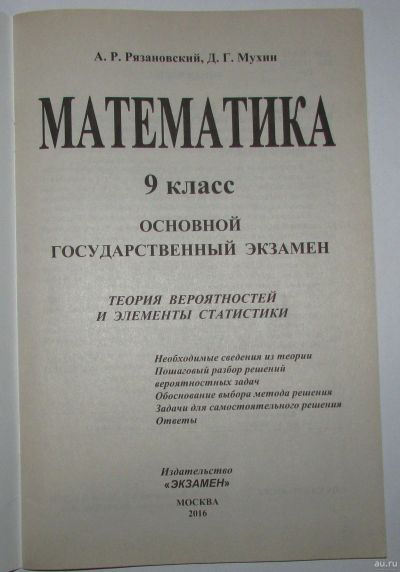 А. Р. Рязановский, Д. Г. Мухин
МАТЕМАТИКА
9 класс
ОСНОВНОЙ
ГОСУДАРСТВЕННЫЙ ЭКЗАМЕН
ТЕОРИЯ ВЕРОЯТНОСТЕЙ
И ЭЛЕМЕНТЫ СТАТИСТИКИ
Необходимые сведения из теории
Пошаговый разбор решений
вероятностных задач
Обоснование выбора метода решения
Задачи для самостоятельного решения
Ответы
Издательство
«ЭКЗАМЕН»
МОСКВА
2016
au.ru